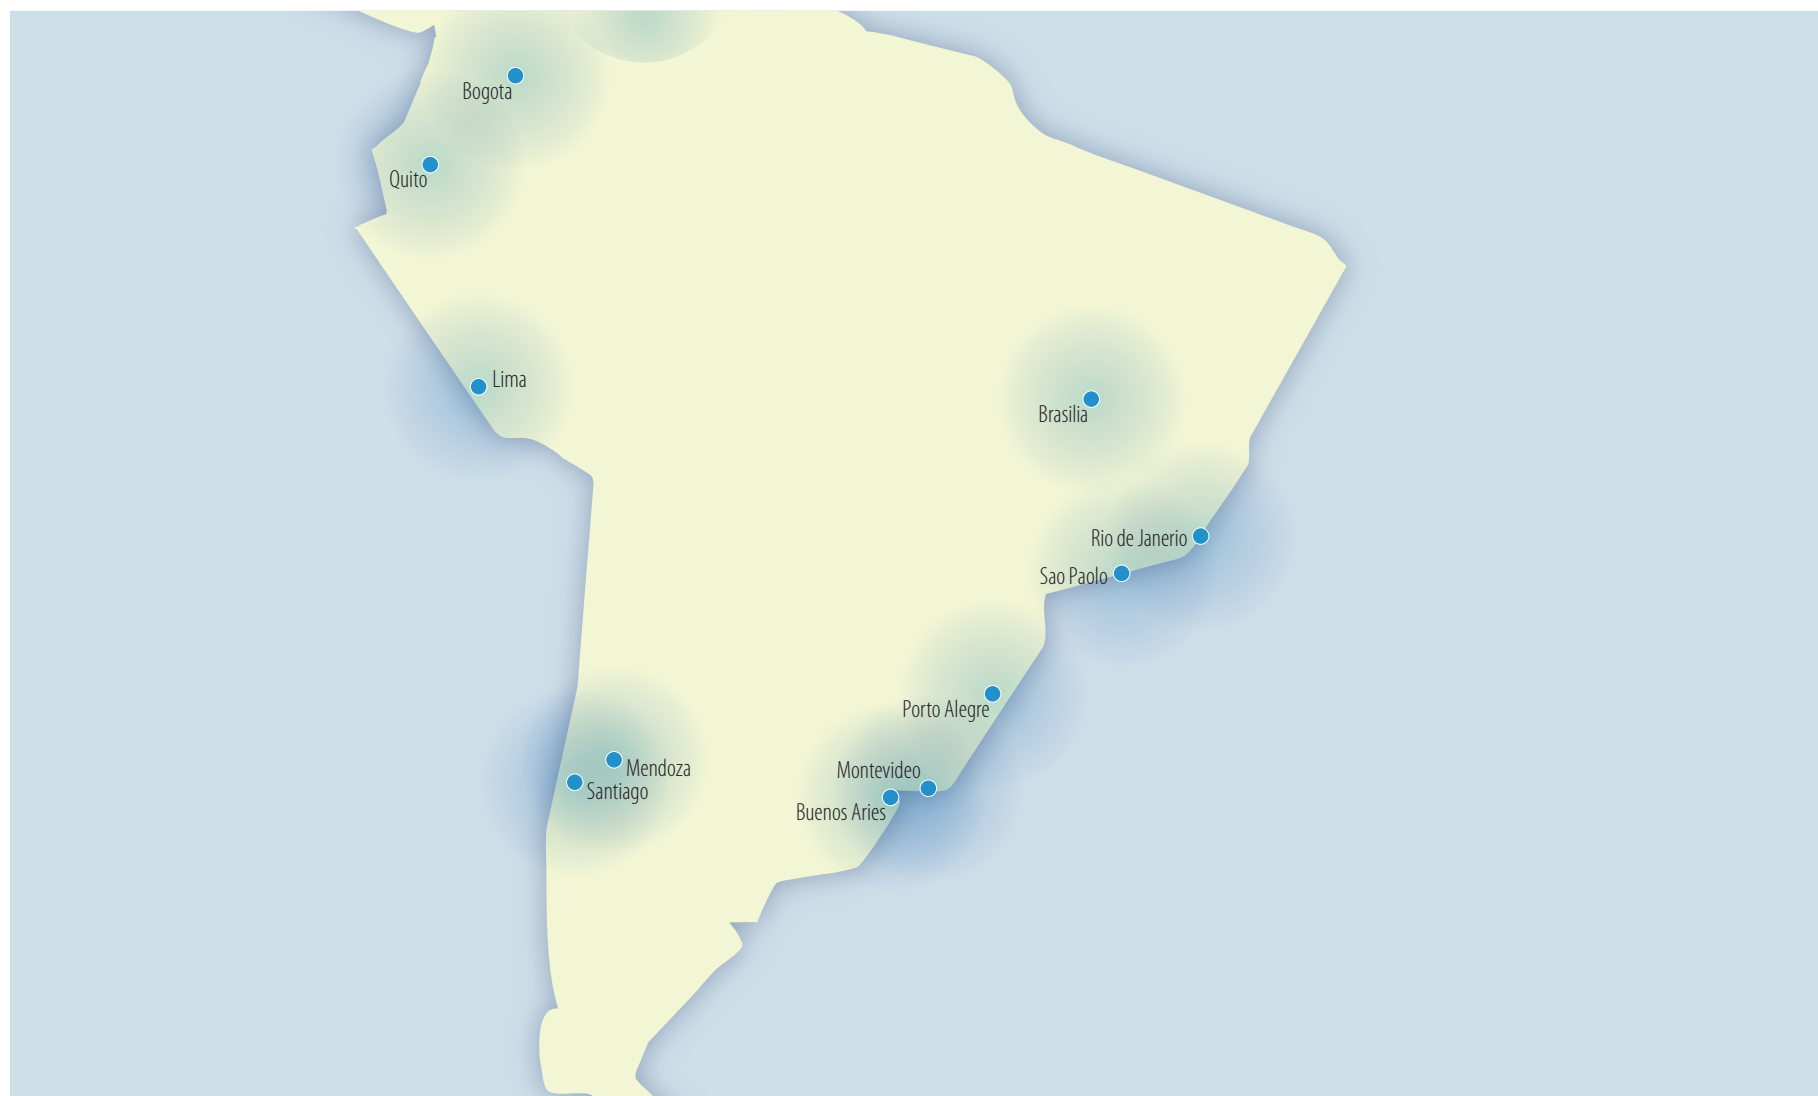 Bogota
Quito
Lima
Brasilia
Rio de Janerio
Sao Paolo
Porto Alegre
Mendoza
Montevideo
Santiago
Buenos Aries